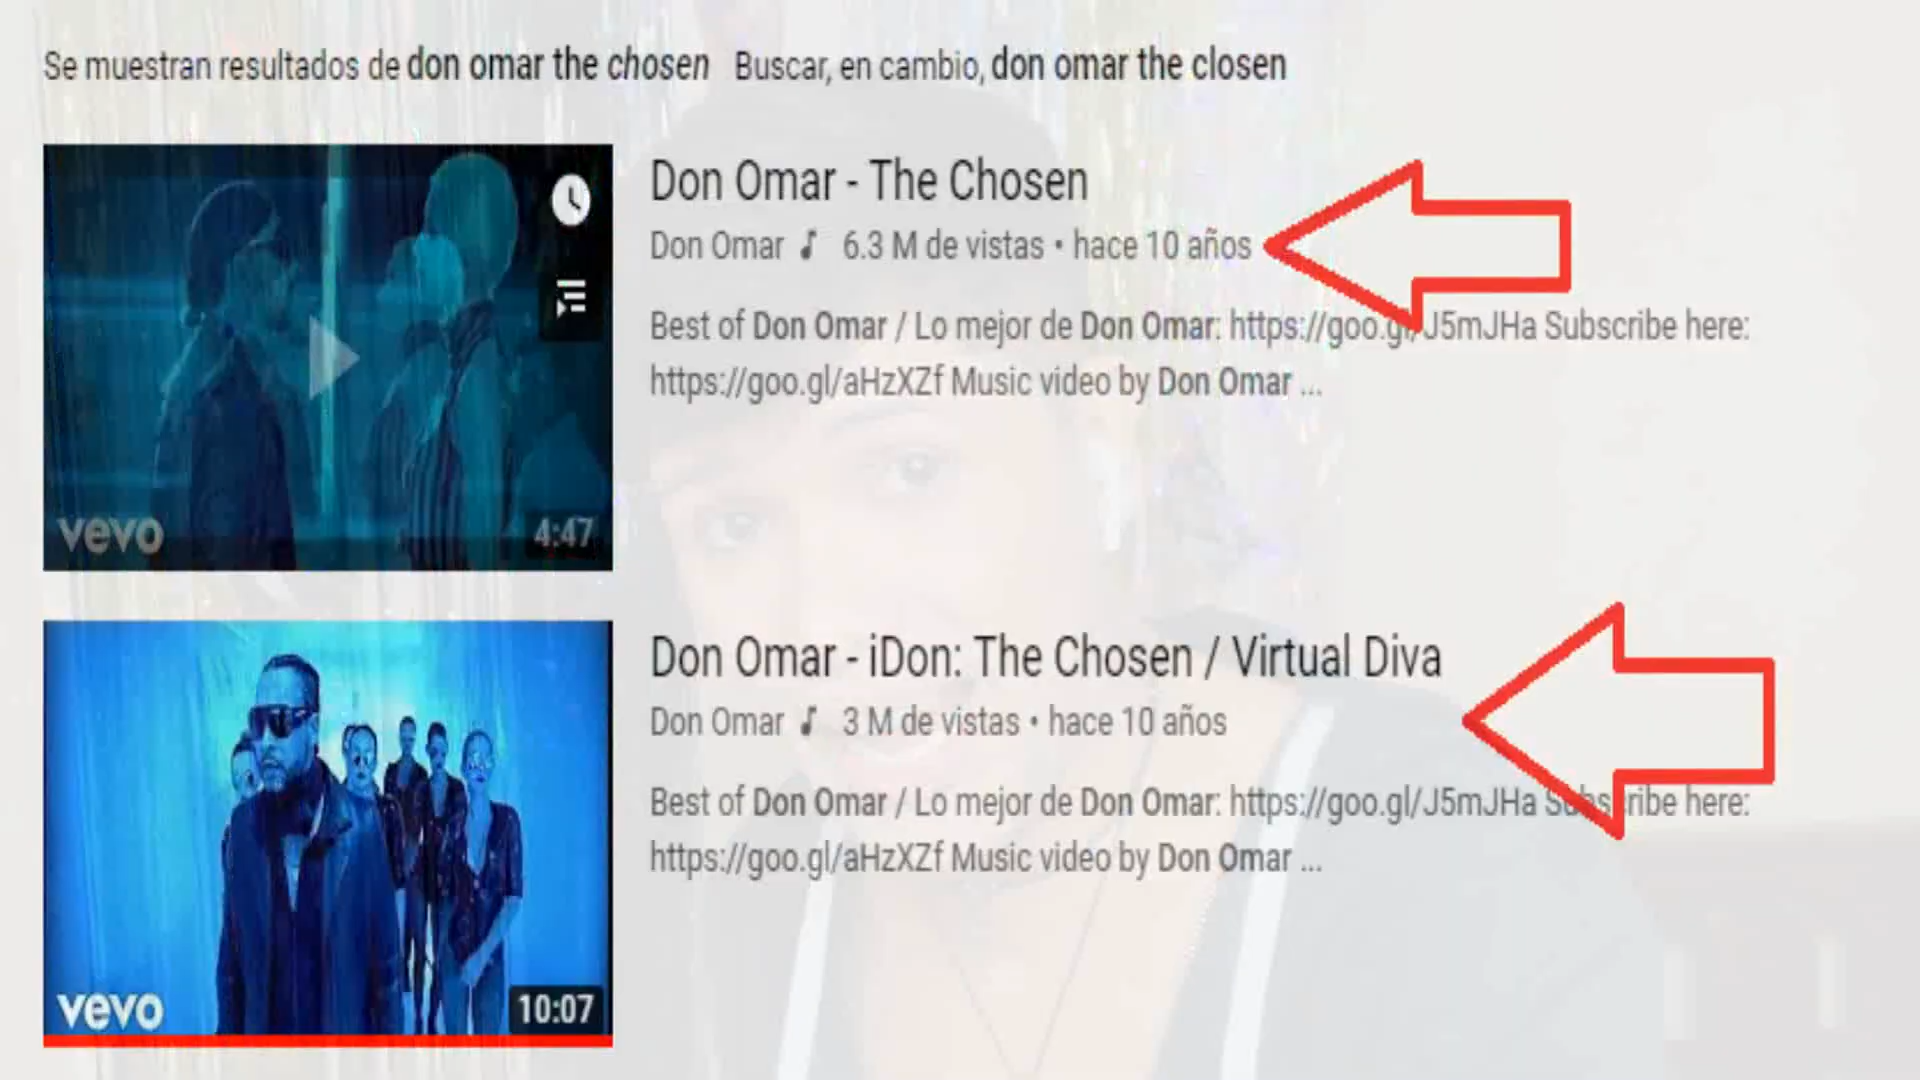 Se muestran resultados de don omar the chosen Buscar, en cambio, don omar the closen
Don Omar - The Chosen
Don Omar 6.3 M de vistas • hace 10 años
Best of Don Omar / Lo mejor de Don Omar: https://goo.gl/J5mJHa Subscribe here:
https://goo.gl/aHzXZf Music video by Don Omar ...
vevo
4:47
Don Omar - iDon: The Chosen / Virtual Diva
Don Omar 3 M de vistas • hace 10 años
Best of Don Omar / Lo mejor de Don Omar: https://goo.gl/J5mJHa Subscribe here:
https://goo.gl/aHzXZf Music video by Don Omar ...
vevo
10:07